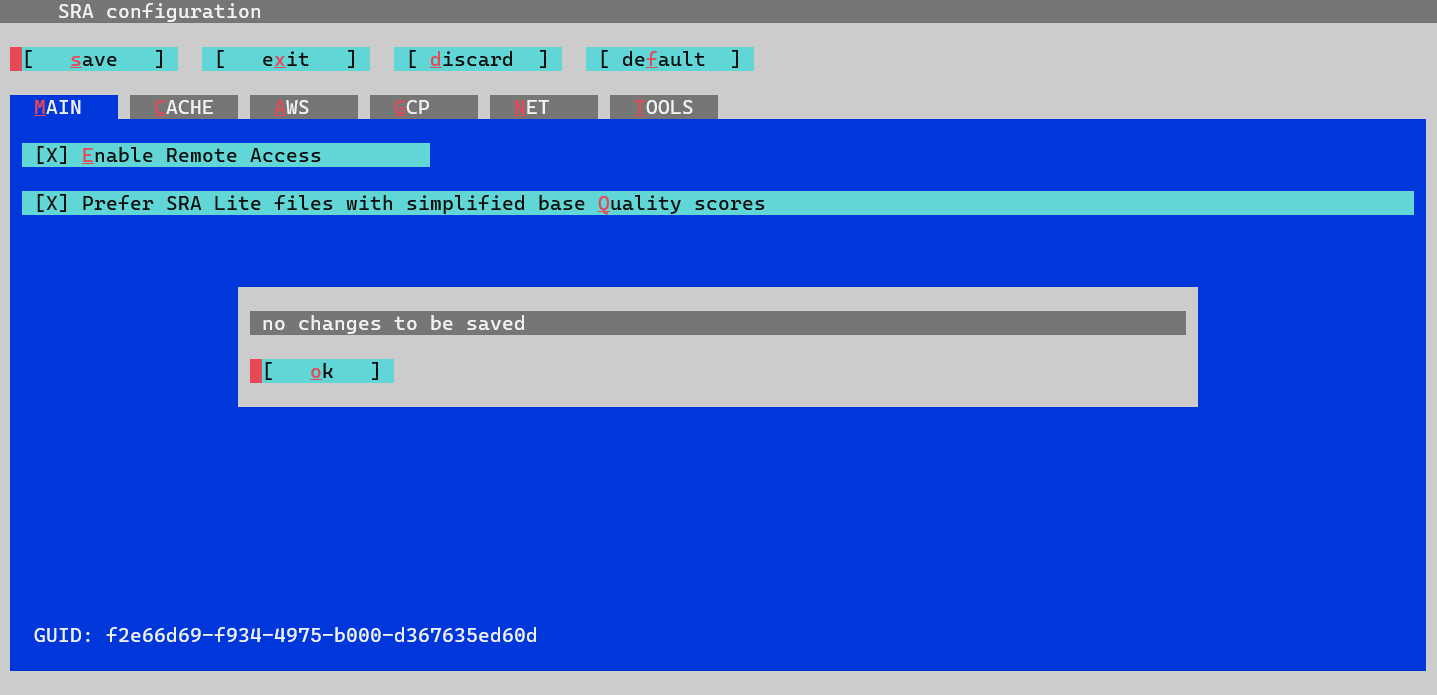 SRA configuration
[   save   ]  [   exit   ]  [ discard  ]  [ default  ]
MAIN  CACHE  AWS  GCP  NET  TOOLS
[X] Enable Remote Access
[X] Prefer SRA Lite files with simplified base Quality scores
no changes to be saved
[   ok   ]
GUID: f2e66d69-f934-4975-b000-d367635ed60d